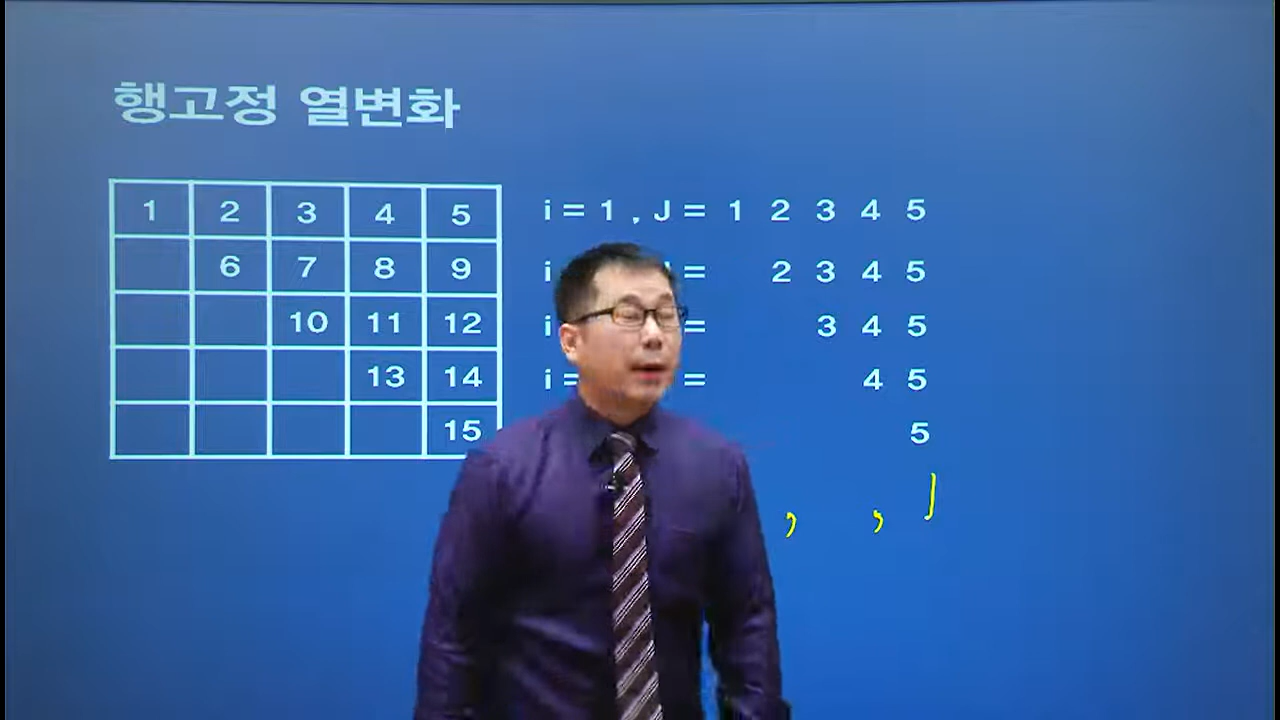 행고정 열변화
1 2 3 4 5
6 7 8 9
10 11 12
13 14
15
i = 1 , J = 1 2 3 4 5
i = 2 3 4 5
i = 3 4 5
i = = 4 5
5
, , J